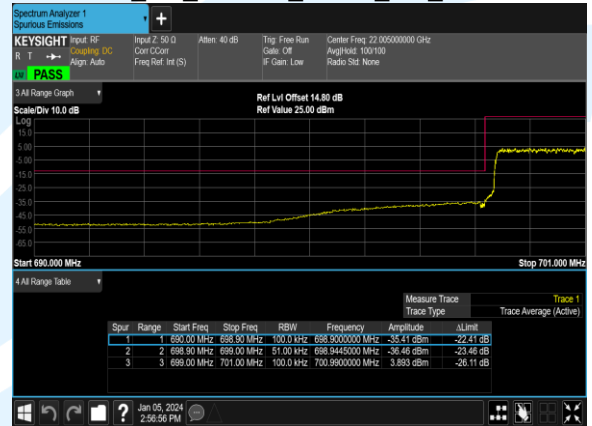 Spectrum Analyzer 1
Spurious Emissions
+
KEYSIGHT Input: RF Input Z: 50 Ω Atten: 40 dB Trig: Free Run Center Freq: 22.005000000 GHz
R T Coupling: DC Corr CCorr Gate: Off Avg|Hold: 100/100
Align: Auto Freq Ref: Int (S) IF Gain: Low Radio Std: None
PASS
3 All Range Graph
Ref Lvl Offset 14.80 dB
Scale/Div 10.0 dB Ref Value 25.00 dBm
Log
15.0
5.00
-5.00
-15.0
-25.0
-35.0
-45.0
-55.0
-65.0
Start 690.000 MHz Stop 701.000 MHz
4 All Range Table
Measure Trace Trace 1
Trace Type Trace Average (Active)
Spur Range Start Freq Stop Freq RBW Frequency Amplitude ΔLimit
1 1 690.00 MHz 698.90 MHz 100.0 kHz 698.9000000 MHz -35.41 dBm -22.41 dB
2 2 698.90 MHz 699.00 MHz 51.00 kHz 698.9445000 MHz -36.46 dBm -23.46 dB
3 3 699.00 MHz 701.00 MHz 100.0 kHz 700.9900000 MHz 3.893 dBm -26.11 dB
?
Jan 05, 2024
2:56:56 PM